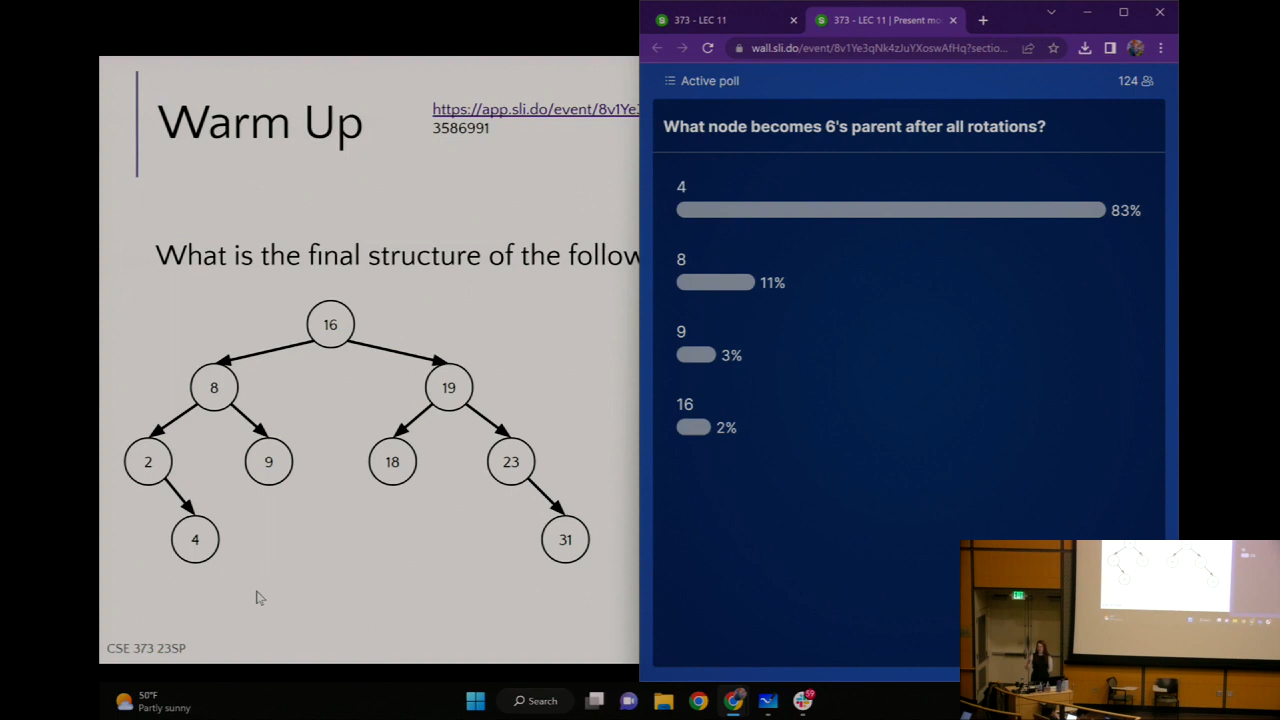 Warm Up
https://app.sli.do/event/8v1Ye
3586991
What is the final structure of the follow
16
8
19
2
9
18
23
4
31
CSE 373 23SP
373 - LEC 11
373 - LEC 11 | Present mo
wall.sli.do/event/8v1Ye3qNk4zJuYXoswAfHq?sectio...
Active poll
124
What node becomes 6's parent after all rotations?
4
83%
8
11%
9
3%
16
2%
50°F
Partly sunny
Search
59